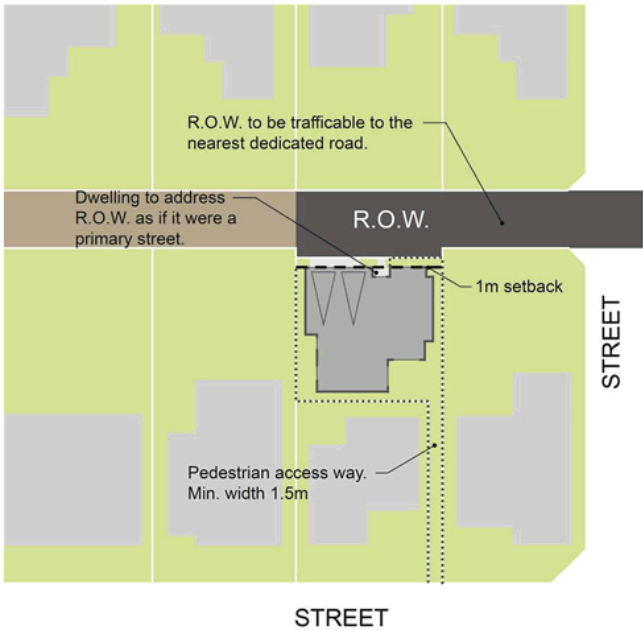 R.O.W. to be trafficable to the
nearest dedicated road.
Dwelling to address
R.O.W. as if it were a
primary street.
R.O.W.
1m setback
STREET
Pedestrian access way.
Min. width 1.5m
STREET